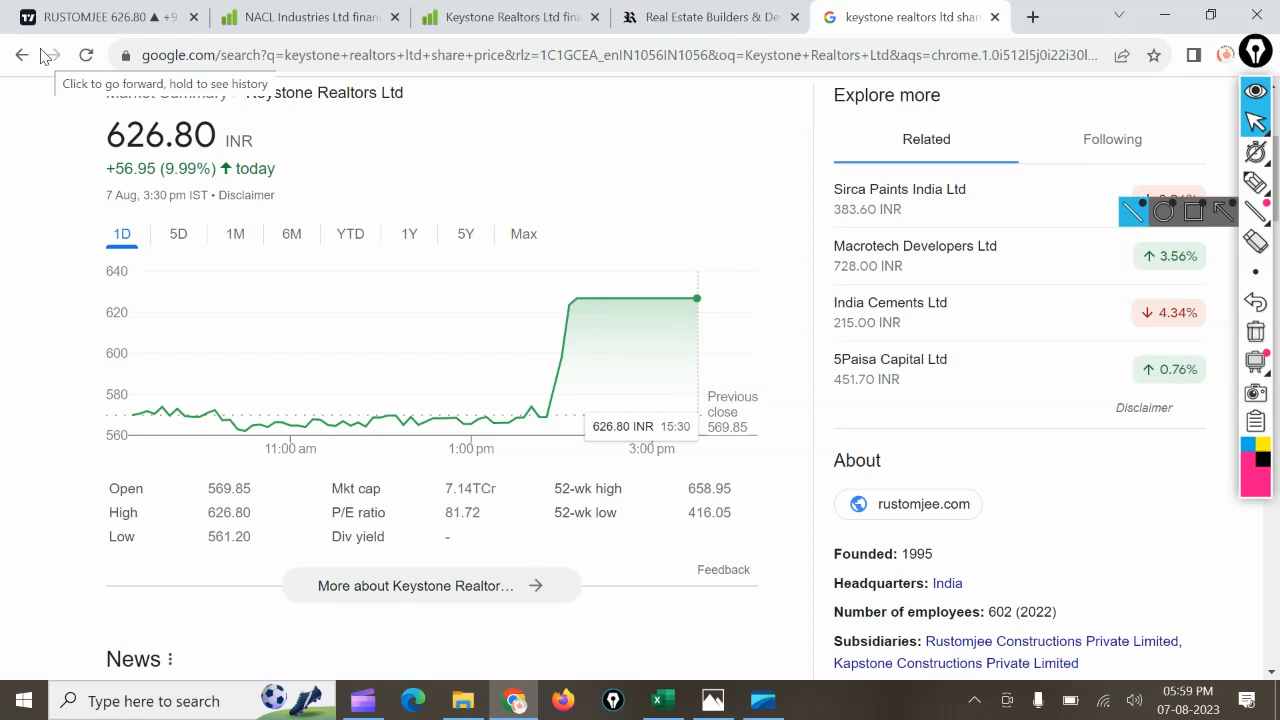 RUSTOMJEE 626.80 ▲ +9.
NACL Industries Ltd financ
Keystone Realtors Ltd fina
Real Estate Builders & De
keystone realtors ltd shar
google.com/search?q=keystone+realtors+ltd+share+price&rlz=1C1GCEA_enIN1056IN1056&oq=Keystone+Realtors+Ltd&aqs=chrome.1.0i512l5j0i22i30l...
Click to go forward, hold to see history
Market Summary > Keystone Realtors Ltd
626.80 INR
+56.95 (9.99%) ↑ today
7 Aug, 3:30 pm IST • Disclaimer
1D 5D 1M 6M YTD 1Y 5Y Max
640
620
600
580
560
11:00 am 1:00 pm 3:00 pm
626.80 INR 15:30
Previous
close
569.85
Open 569.85 Mkt cap 7.14TCr 52-wk high 658.95
High 626.80 P/E ratio 81.72 52-wk low 416.05
Low 561.20 Div yield -
Feedback
More about Keystone Realtor… →
News
Explore more
Related Following
Sirca Paints India Ltd
383.60 INR
Macrotech Developers Ltd
728.00 INR
↑ 3.56%
India Cements Ltd
215.00 INR
↓ 4.34%
5Paisa Capital Ltd
451.70 INR
↑ 0.76%
Disclaimer
About
rustomjee.com
Founded: 1995
Headquarters: India
Number of employees: 602 (2022)
Subsidiaries: Rustomjee Constructions Private Limited,
Kapstone Constructions Private Limited
Type here to search
05:59 PM
07-08-2023